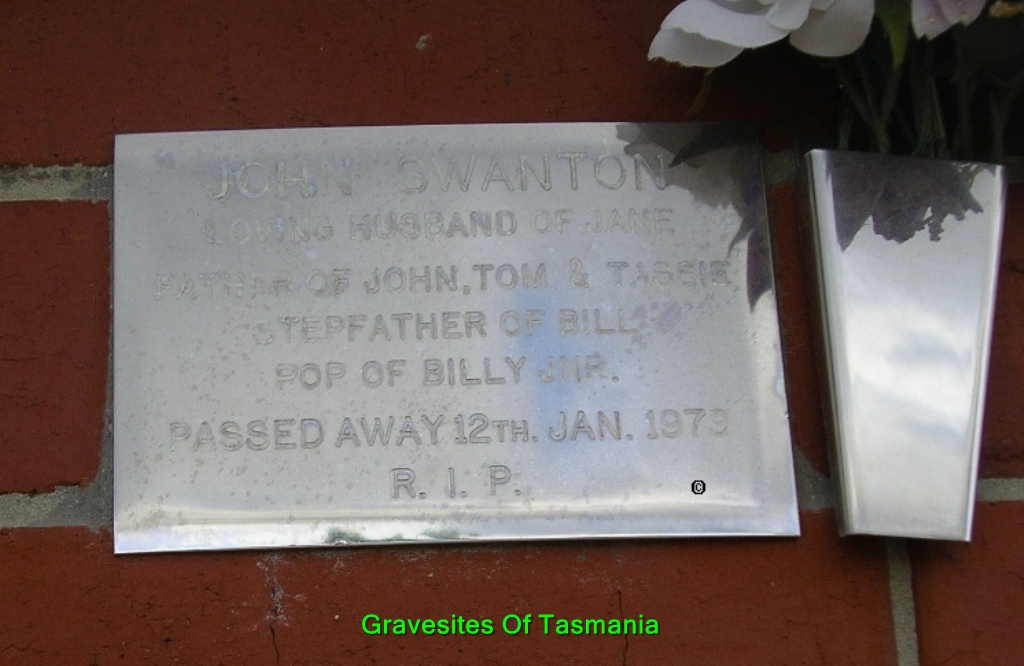 JOHN SWANTON
LOVING HUSBAND OF JANE
FATHER OF JOHN, TOM & TASSIE
STEPFATHER OF BILL
POP OF BILLY JNR.
PASSED AWAY 12TH. JAN. 1979
R. I. P.
©
Gravesites Of Tasmania